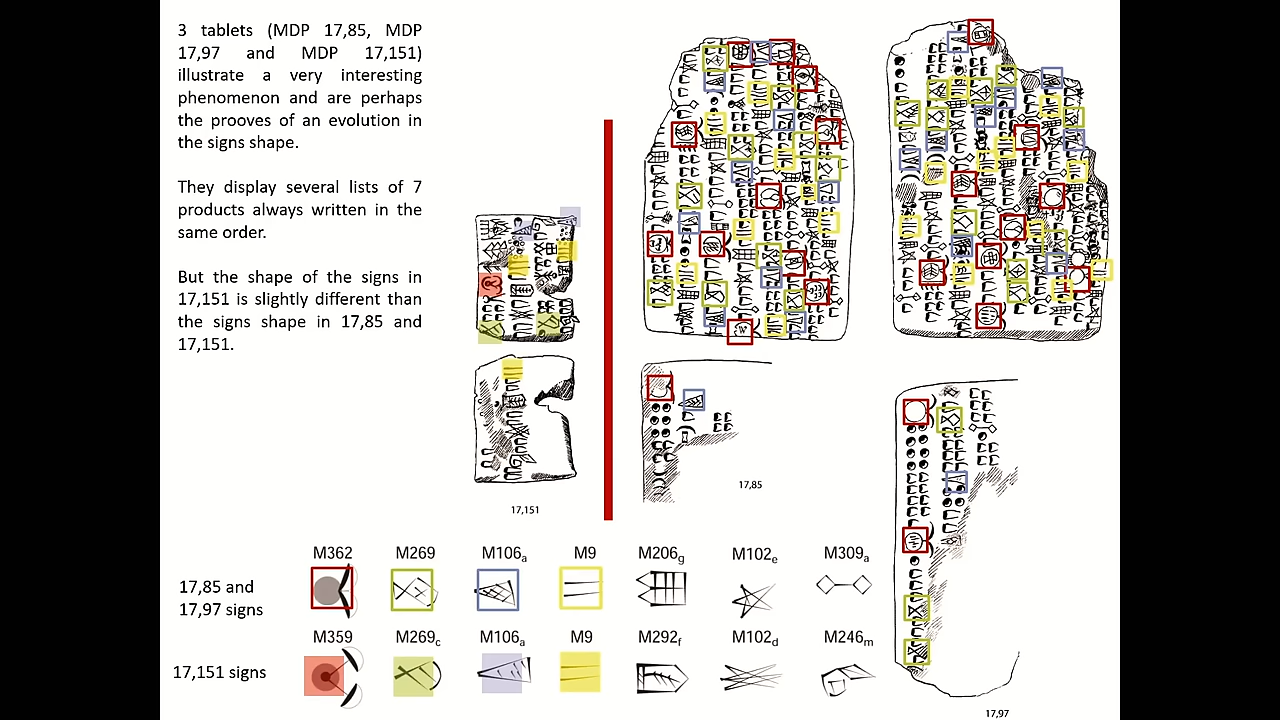 3 tablets (MDP 17,85, MDP
17,97 and MDP 17,151)
illustrate a very interesting
phenomenon and are perhaps
the prooves of an evolution in
the signs shape.
They display several lists of 7
products always written in the
same order.
But the shape of the signs in
17,151 is slightly different than
the signs shape in 17,85 and
17,151.
17,151
17,85
17,97
M362 M269 M106a M9 M206g M102e M309a
17,85 and
17,97 signs
M359 M269c M106a M9 M292f M102d M246m
17,151 signs